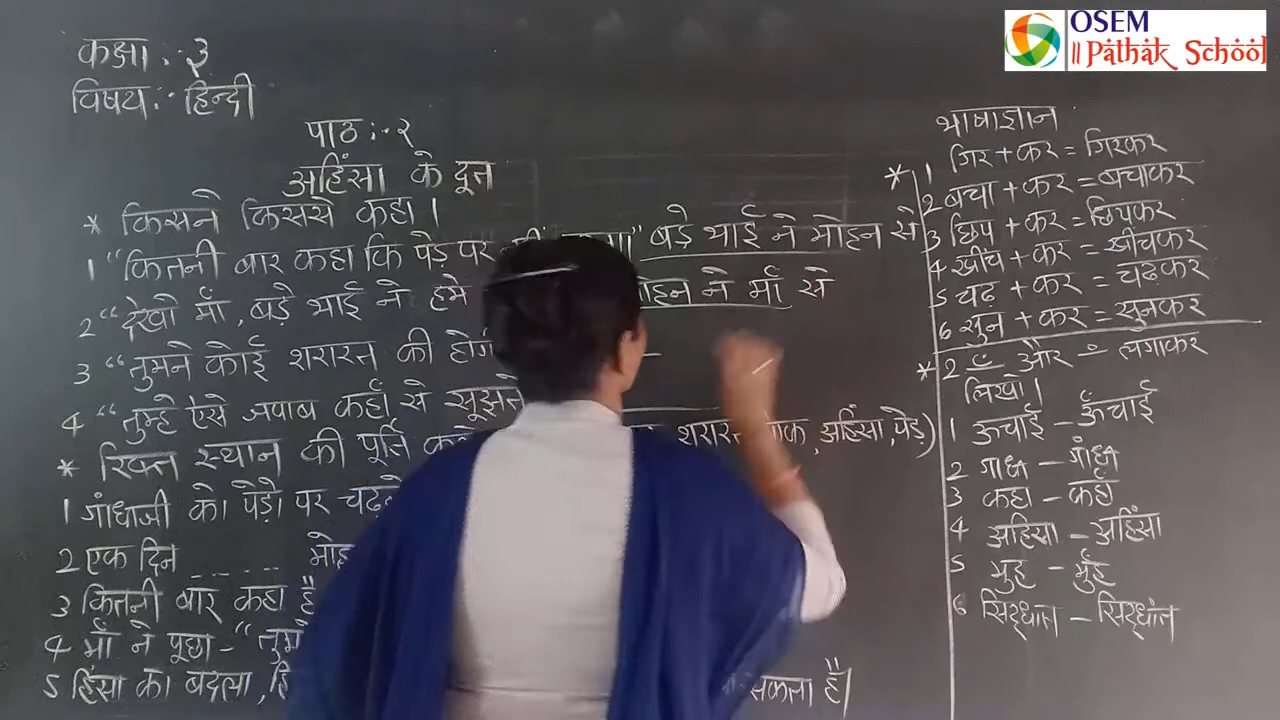 OSEM
|| Pathak School
कक्षा :- ३
विषय :- हिन्दी
पाठ :- २
अहिंसा के दूत
* किसने किससे कहा।
1 “कितनी बार कहा कि पेड़ पर बड़े भाई ने मोहन से
2 “देखो माँ, बड़े भाई ने हमे मोहन ने माँ से
3 “तुमने कोई शरारत की
4 “तुम्हे ऐसे जवाब कहाँ से सूझते
* रिक्त स्थान की पूर्ति शरारत अहिंसा, पेड़)
1 गांधीजी को पेड़ो पर
2 एक दिन ......
3 कितनी बार कहा है
4 माँ ने पूछा - “तुमने
5 हिंसा का बदला, सकता है।
भाषाज्ञान
* 1 गिर + कर = गिरकर
2 बचा + कर = बचाकर
3 छिप + कर = छिपकर
4 खींच + कर = खींचकर
5 चढ़ + कर = चढ़कर
6 सुन + कर = सुनकर
* 2 ँ और ं लगाकर
लिखो।
1 ऊचाई - ऊँचाई
2 गाधी - गांधी
3 कहा - कहाँ
4 अहिसा - अहिंसा
5 मुह - मुँह
6 सिद्धात - सिद्धांत